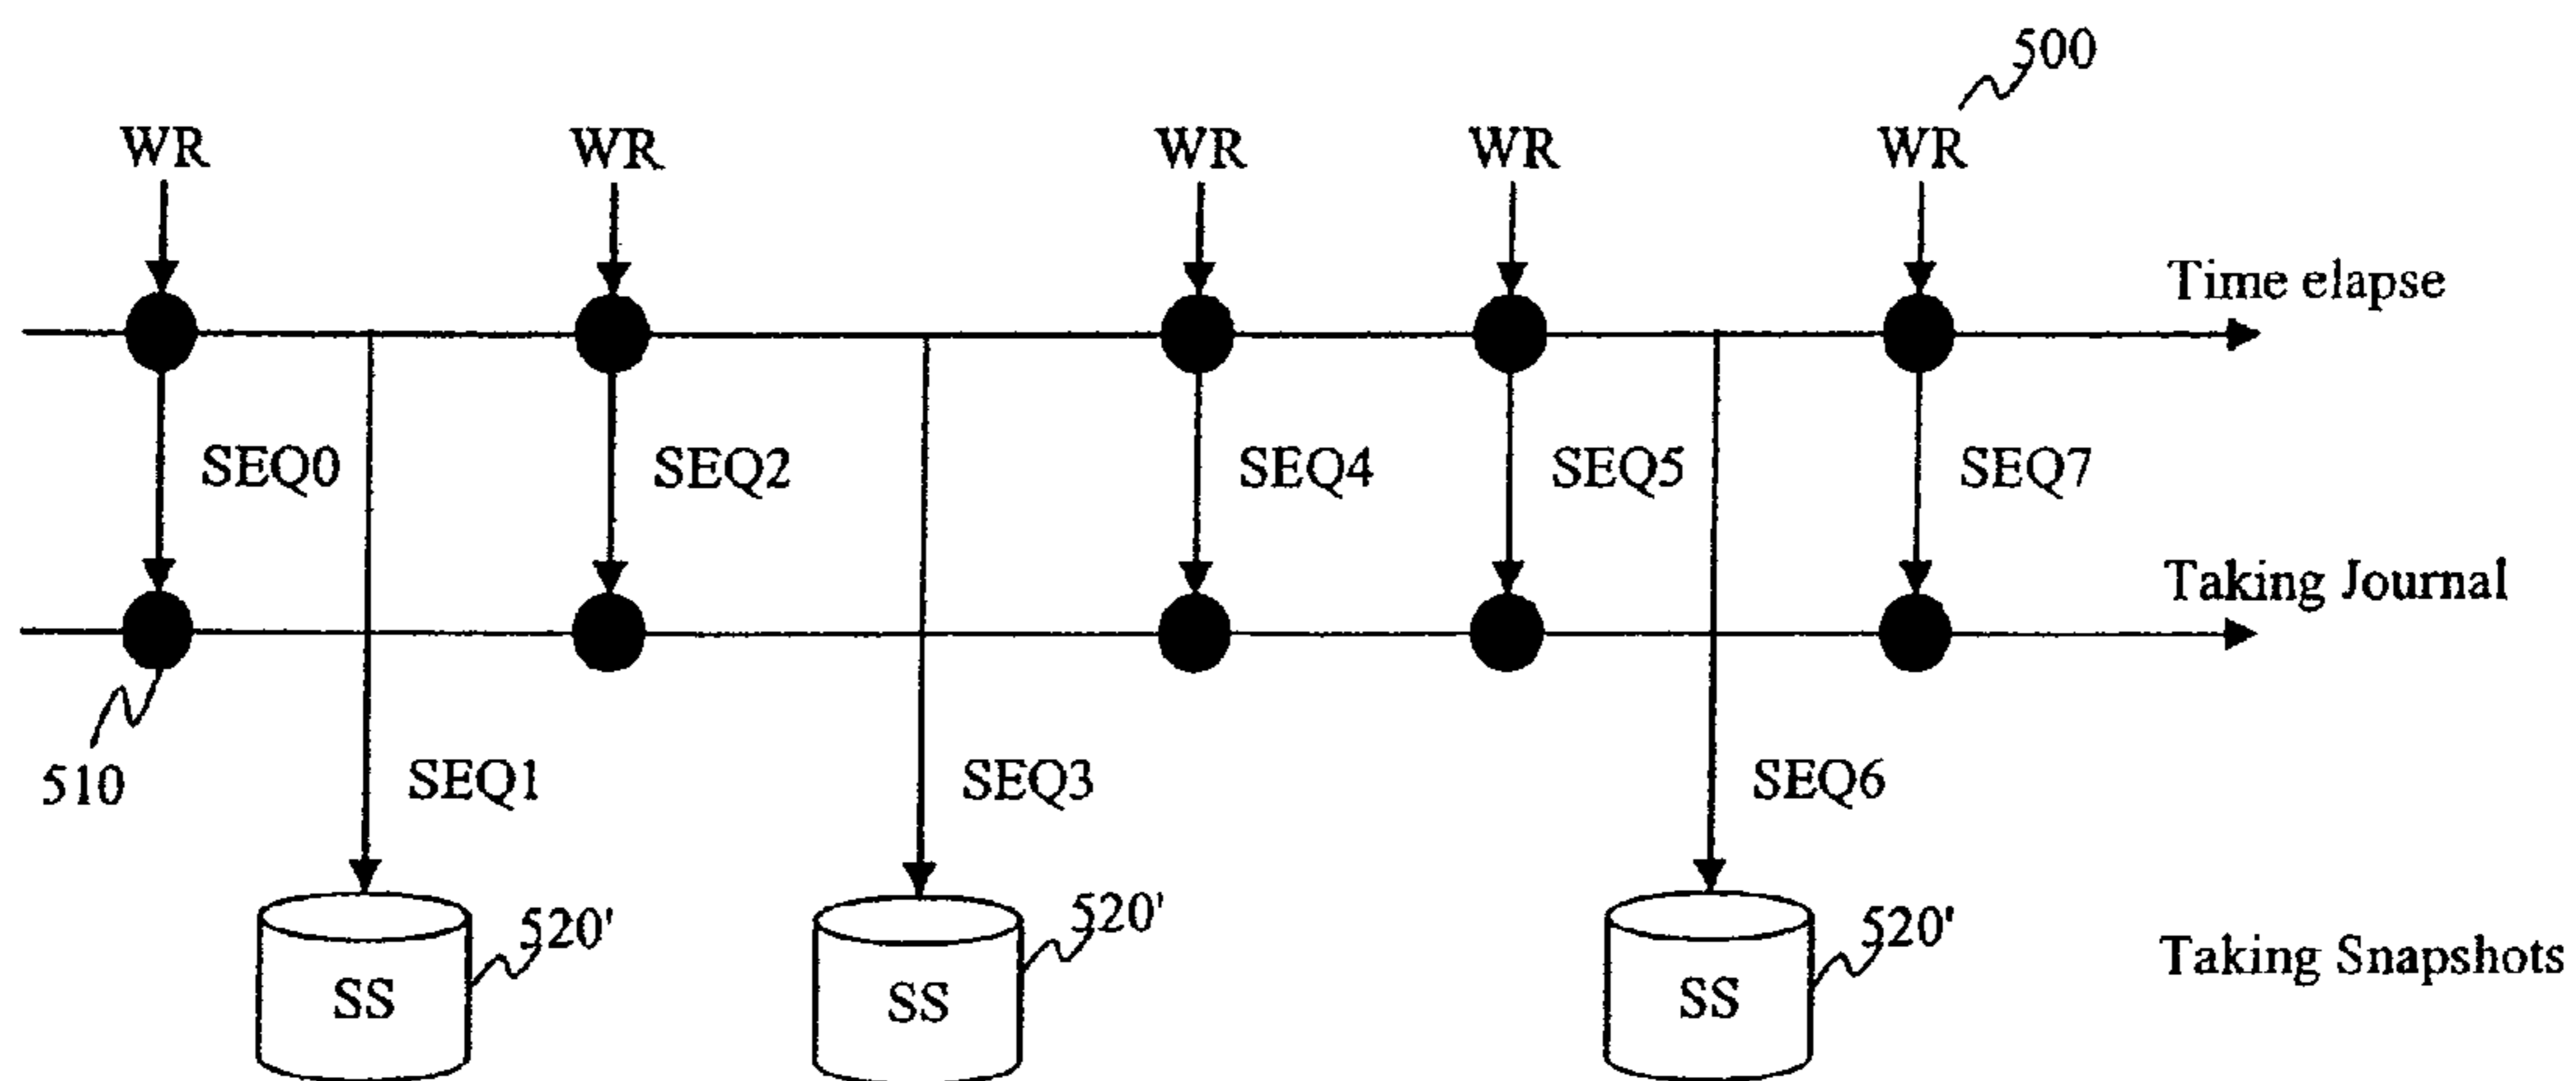 500
WR WR WR WR WR
Time elapse
SEQ0 SEQ2 SEQ4 SEQ5 SEQ7
Taking Journal
510 SEQ1 SEQ3 SEQ6
520' 520' 520'
Taking Snapshots
SS SS SS